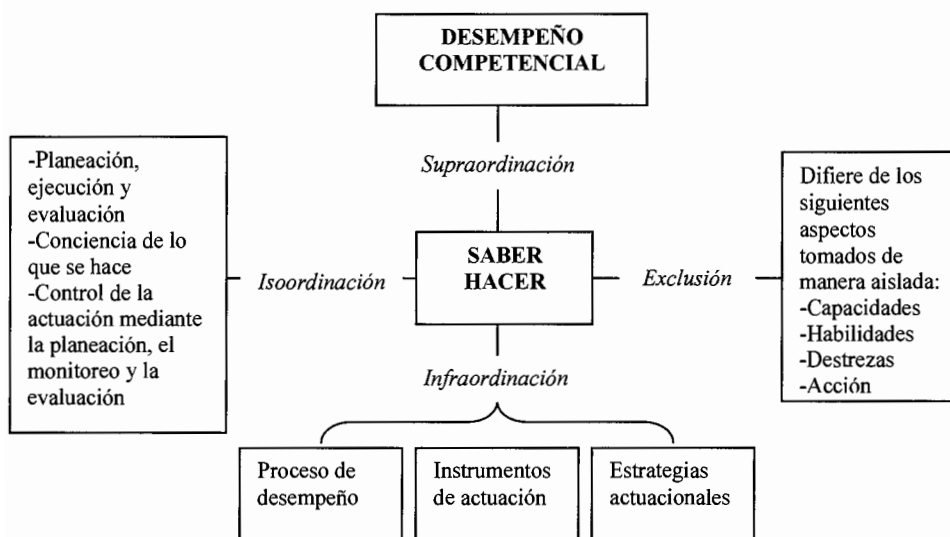 DESEMPEÑO
COMPETENCIAL
Supraordinación
-Planeación,
ejecución y
evaluación
-Conciencia de lo
que se hace
-Control de la
actuación mediante
la planeación, el
monitoreo y la
evaluación
Isoordinación
SABER
HACER
Exclusión
Difiere de los
siguientes
aspectos
tomados de
manera aislada:
-Capacidades
-Habilidades
-Destrezas
-Acción
Infraordinación
Proceso de
desempeño
Instrumentos
de actuación
Estrategias
actuacionales